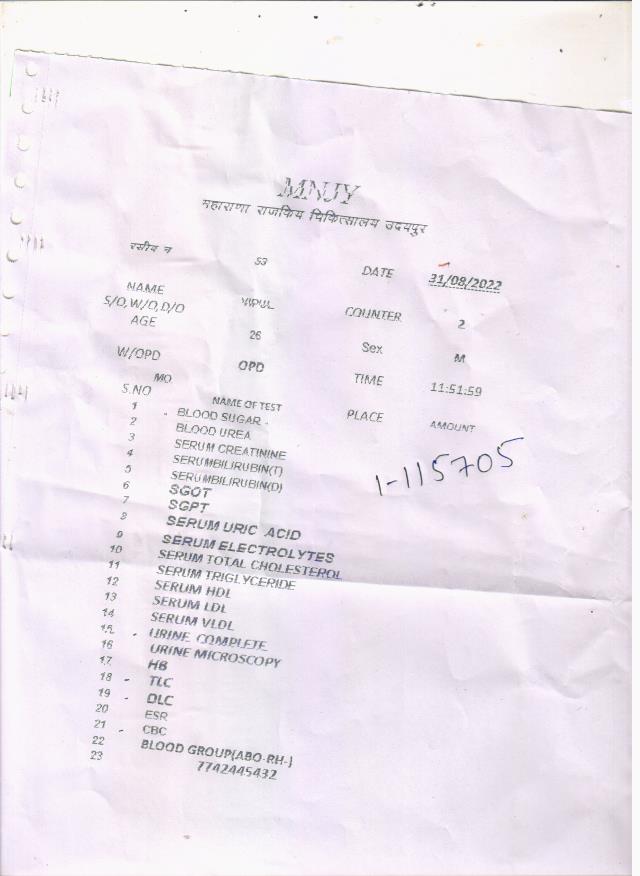 MNJY
महाराणा राजकिय चिकित्सालय उदयपुर
रसीद न 53 DATE 31/08/2022
NAME VIPUL COUNTER 2
S/O,W/O,D/O
AGE 26 Sex M
W/OPD OPD TIME 11:51:59
MO
S.NO NAME OF TEST PLACE AMOUNT
1 BLOOD SUGAR
2 BLOOD UREA
3 SERUM CREATININE
4 SERUMBILIRUBIN(T)
5 SERUMBILIRUBIN(D)
6 SGOT
7 SGPT
8 SERUM URIC ACID
9 SERUM ELECTROLYTES
10 SERUM TOTAL CHOLESTEROL
11 SERUM TRIGLYCERIDE
12 SERUM HDL
13 SERUM LDL
14 SERUM VLDL
15 URINE COMPLETE
16 URINE MICROSCOPY
17 HB
18 TLC
19 DLC
20 ESR
21 CBC
22 BLOOD GROUP(ABO-RH-)
23 7742445432
1-115705